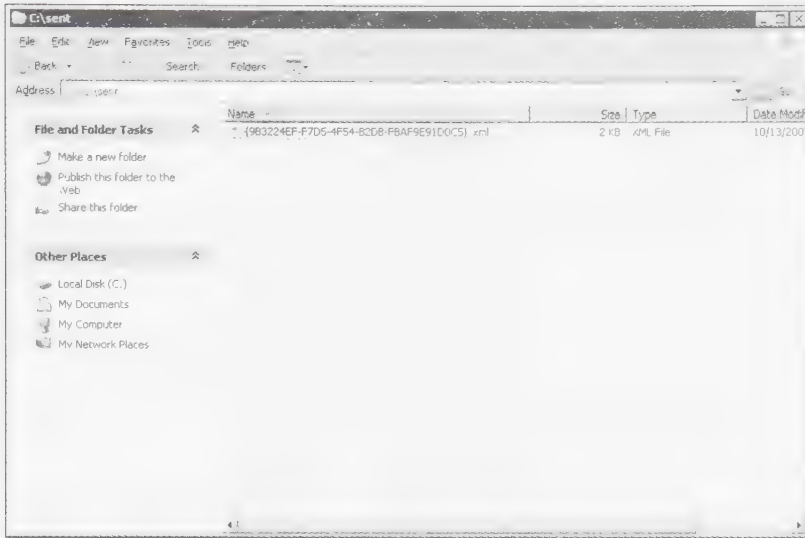 C:\sent
File Edit View Favorites Tools Help
Back Search Folders
Address
Name Size Type Date Modif
{9B3224EF-F7D5-4F54-B2DB-FBAF9E91D0C5}.xml 2 KB XML File 10/13/200
File and Folder Tasks
Make a new folder
Publish this folder to the
Web
Share this folder
Other Places
Local Disk (C:)
My Documents
My Computer
My Network Places